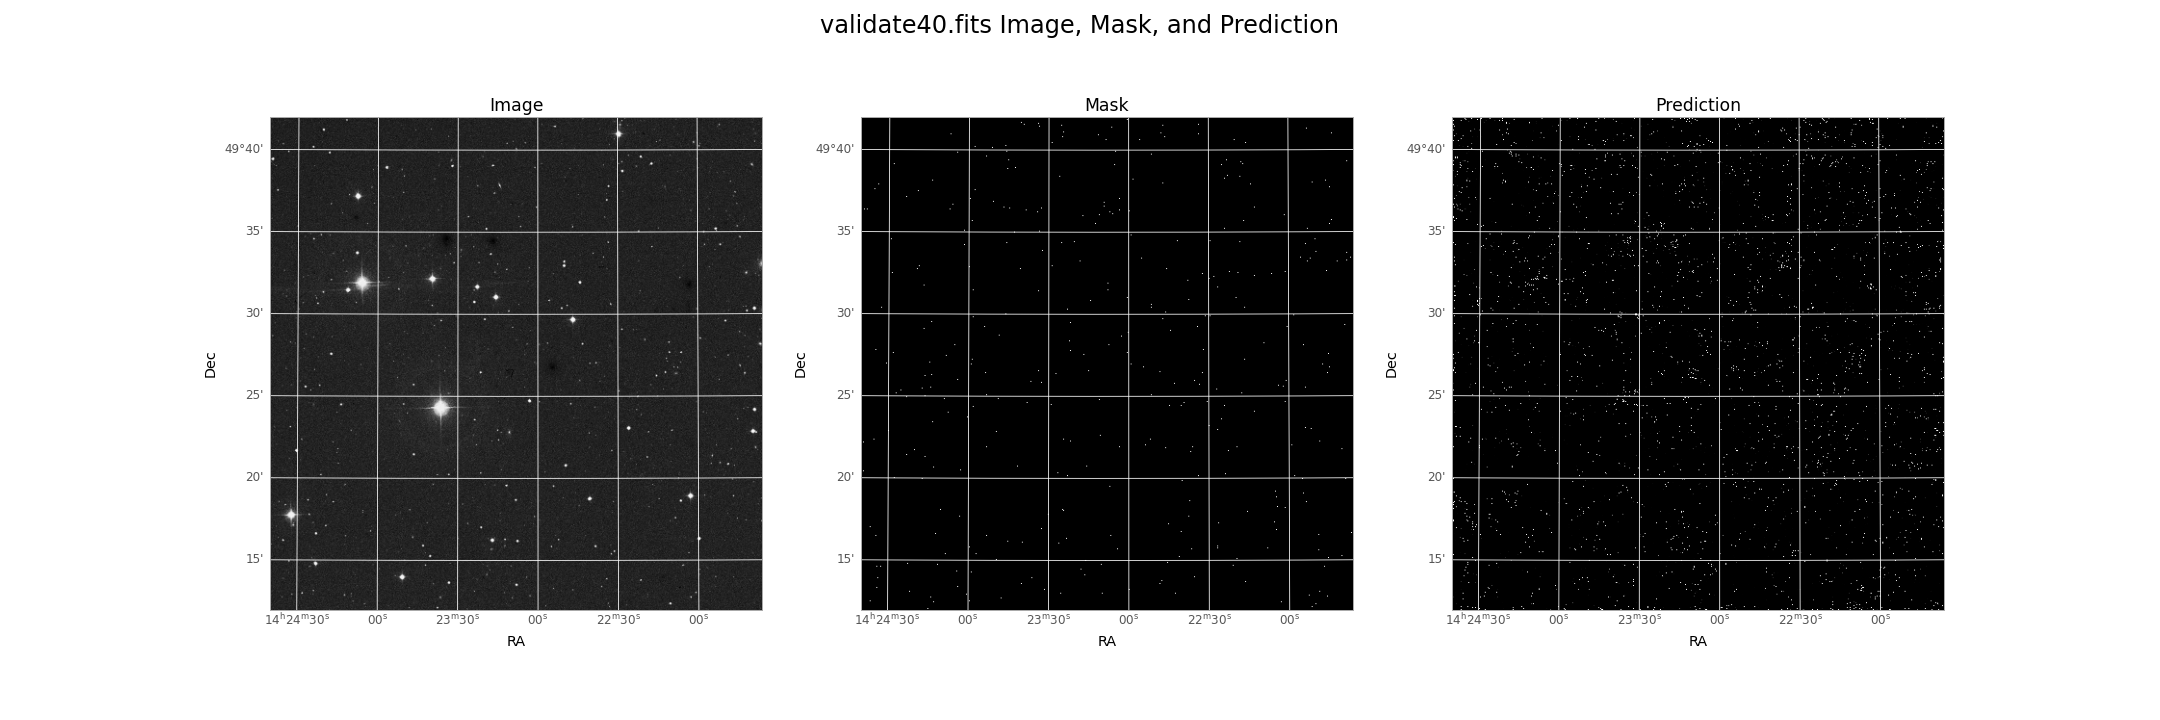 validate40.fits Image, Mask, and Prediction
Image
49°40'
35'
30'
25'
20'
15'
Dec
14ʰ24ᵐ30ˢ 00ˢ 23ᵐ30ˢ 00ˢ 22ᵐ30ˢ 00ˢ
RA
Mask
49°40'
35'
30'
25'
20'
15'
Dec
14ʰ24ᵐ30ˢ 00ˢ 23ᵐ30ˢ 00ˢ 22ᵐ30ˢ 00ˢ
RA
Prediction
49°40'
35'
30'
25'
20'
15'
Dec
14ʰ24ᵐ30ˢ 00ˢ 23ᵐ30ˢ 00ˢ 22ᵐ30ˢ 00ˢ
RA